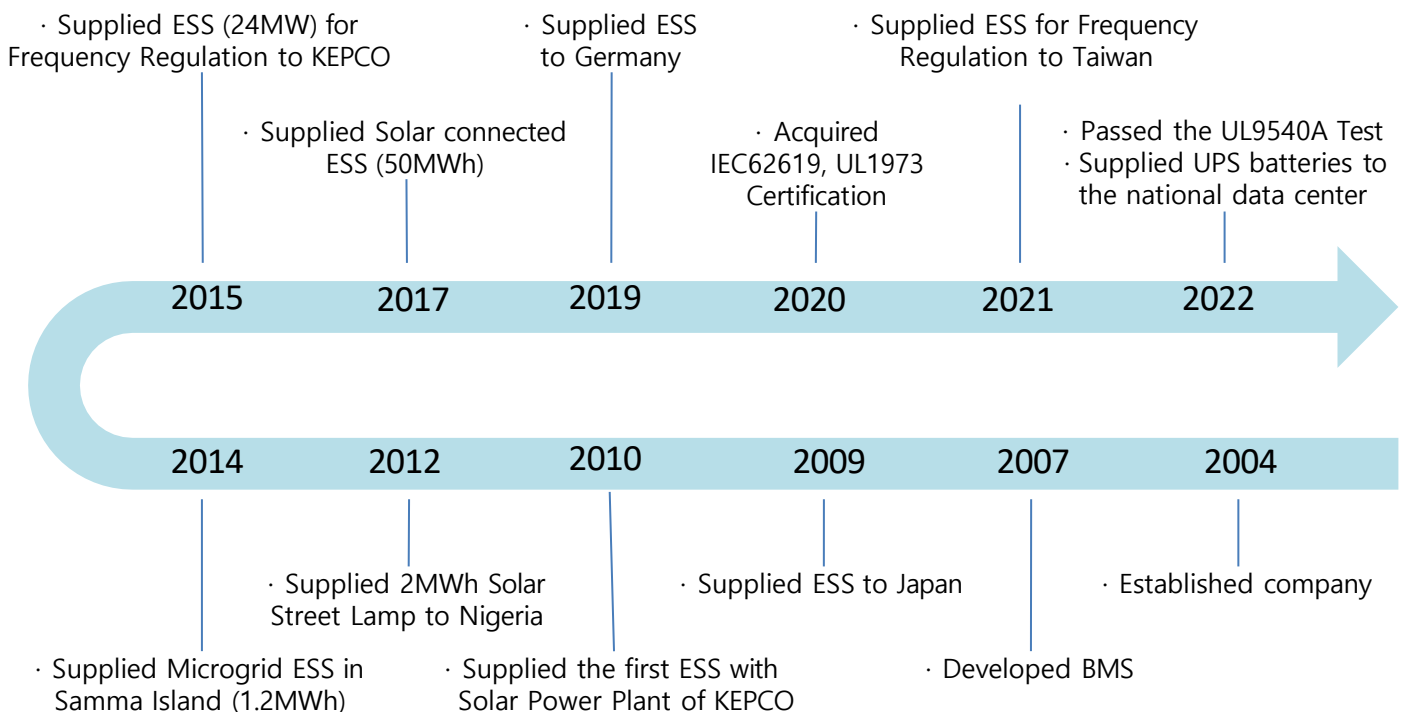 · Supplied ESS (24MW) for
Frequency Regulation to KEPCO
· Supplied ESS
to Germany
· Supplied ESS for Frequency
Regulation to Taiwan
· Supplied Solar connected
ESS (50MWh)
· Acquired
IEC62619, UL1973
Certification
· Passed the UL9540A Test
· Supplied UPS batteries to
the national data center
2015
2017
2019
2020
2021
2022
2014
2012
2010
2009
2007
2004
· Supplied 2MWh Solar
Street Lamp to Nigeria
· Supplied ESS to Japan
· Established company
· Supplied Microgrid ESS in
Samma Island (1.2MWh)
· Supplied the first ESS with
Solar Power Plant of KEPCO
· Developed BMS